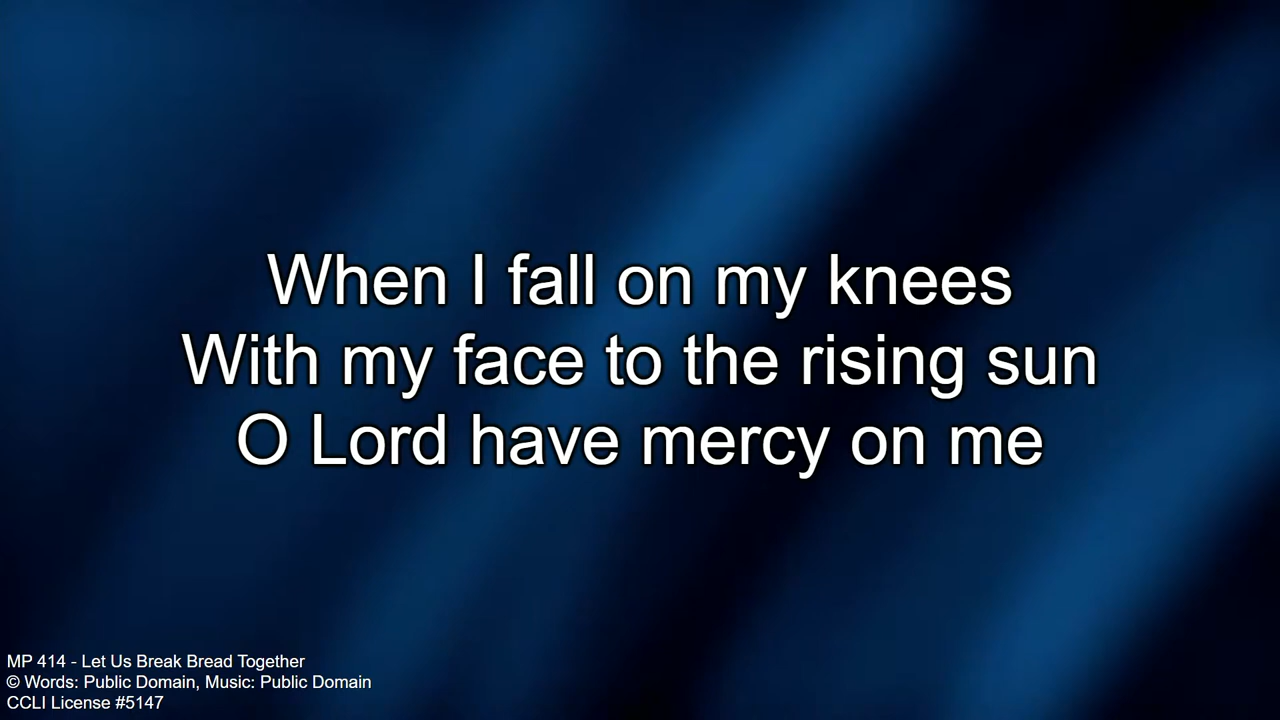 When I fall on my knees
With my face to the rising sun
O Lord have mercy on me
MP 414 - Let Us Break Bread Together
© Words: Public Domain, Music: Public Domain
CCLI License #5147